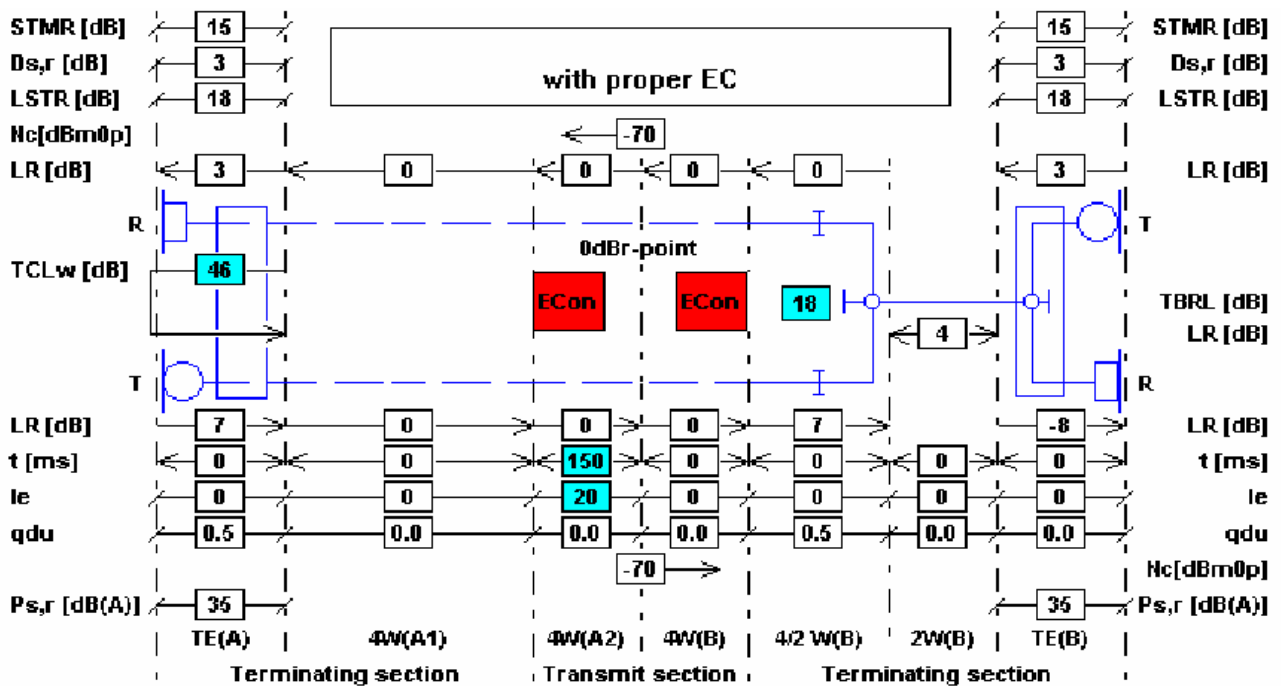 STMR [dB] 15 15 STMR [dB]
Ds,r [dB] 3 with proper EC 3 Ds,r [dB]
LSTR [dB] 18 18 LSTR [dB]
Nc[dBm0p] -70
LR [dB] 3 0 0 0 0 3 LR [dB]
R T
0dBr-point
TCLw [dB] 46
ECon ECon 18 TBRL [dB]
4 LR [dB]
T R
LR [dB] 7 0 0 0 7 -8 LR [dB]
t [ms] 0 0 150 0 0 0 0 t [ms]
Ie 0 0 20 0 0 0 0 Ie
qdu 0.5 0.0 0.0 0.0 0.5 0.0 0.0 qdu
-70 Nc[dBm0p]
Ps,r [dB(A)] 35 35 Ps,r [dB(A)]
TE(A) 4W(A1) 4W(A2) 4W(B) 4/2 W(B) 2W(B) TE(B)
Terminating section Transmit section Terminating section